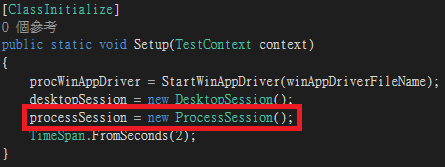 [ClassInitialize]
0 個參考
public static void Setup(TestContext context)
{
procWinAppDriver = StartWinAppDriver(winAppDriverFileName);
desktopSession = new DesktopSession();
processSession = new ProcessSession();
TimeSpan.FromSeconds(2);
}